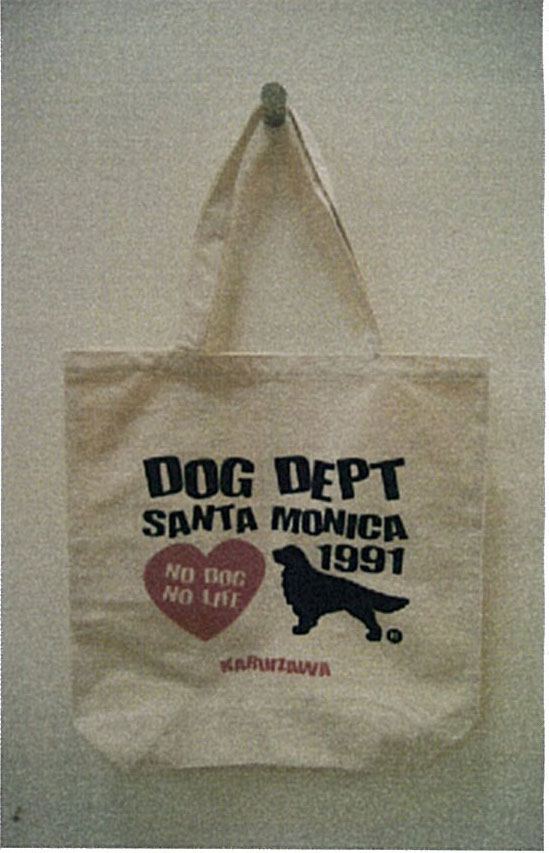 DOG DEPT
SANTA MONICA
1991
NO DOG
NO LIFE
®
KARUIZAWA